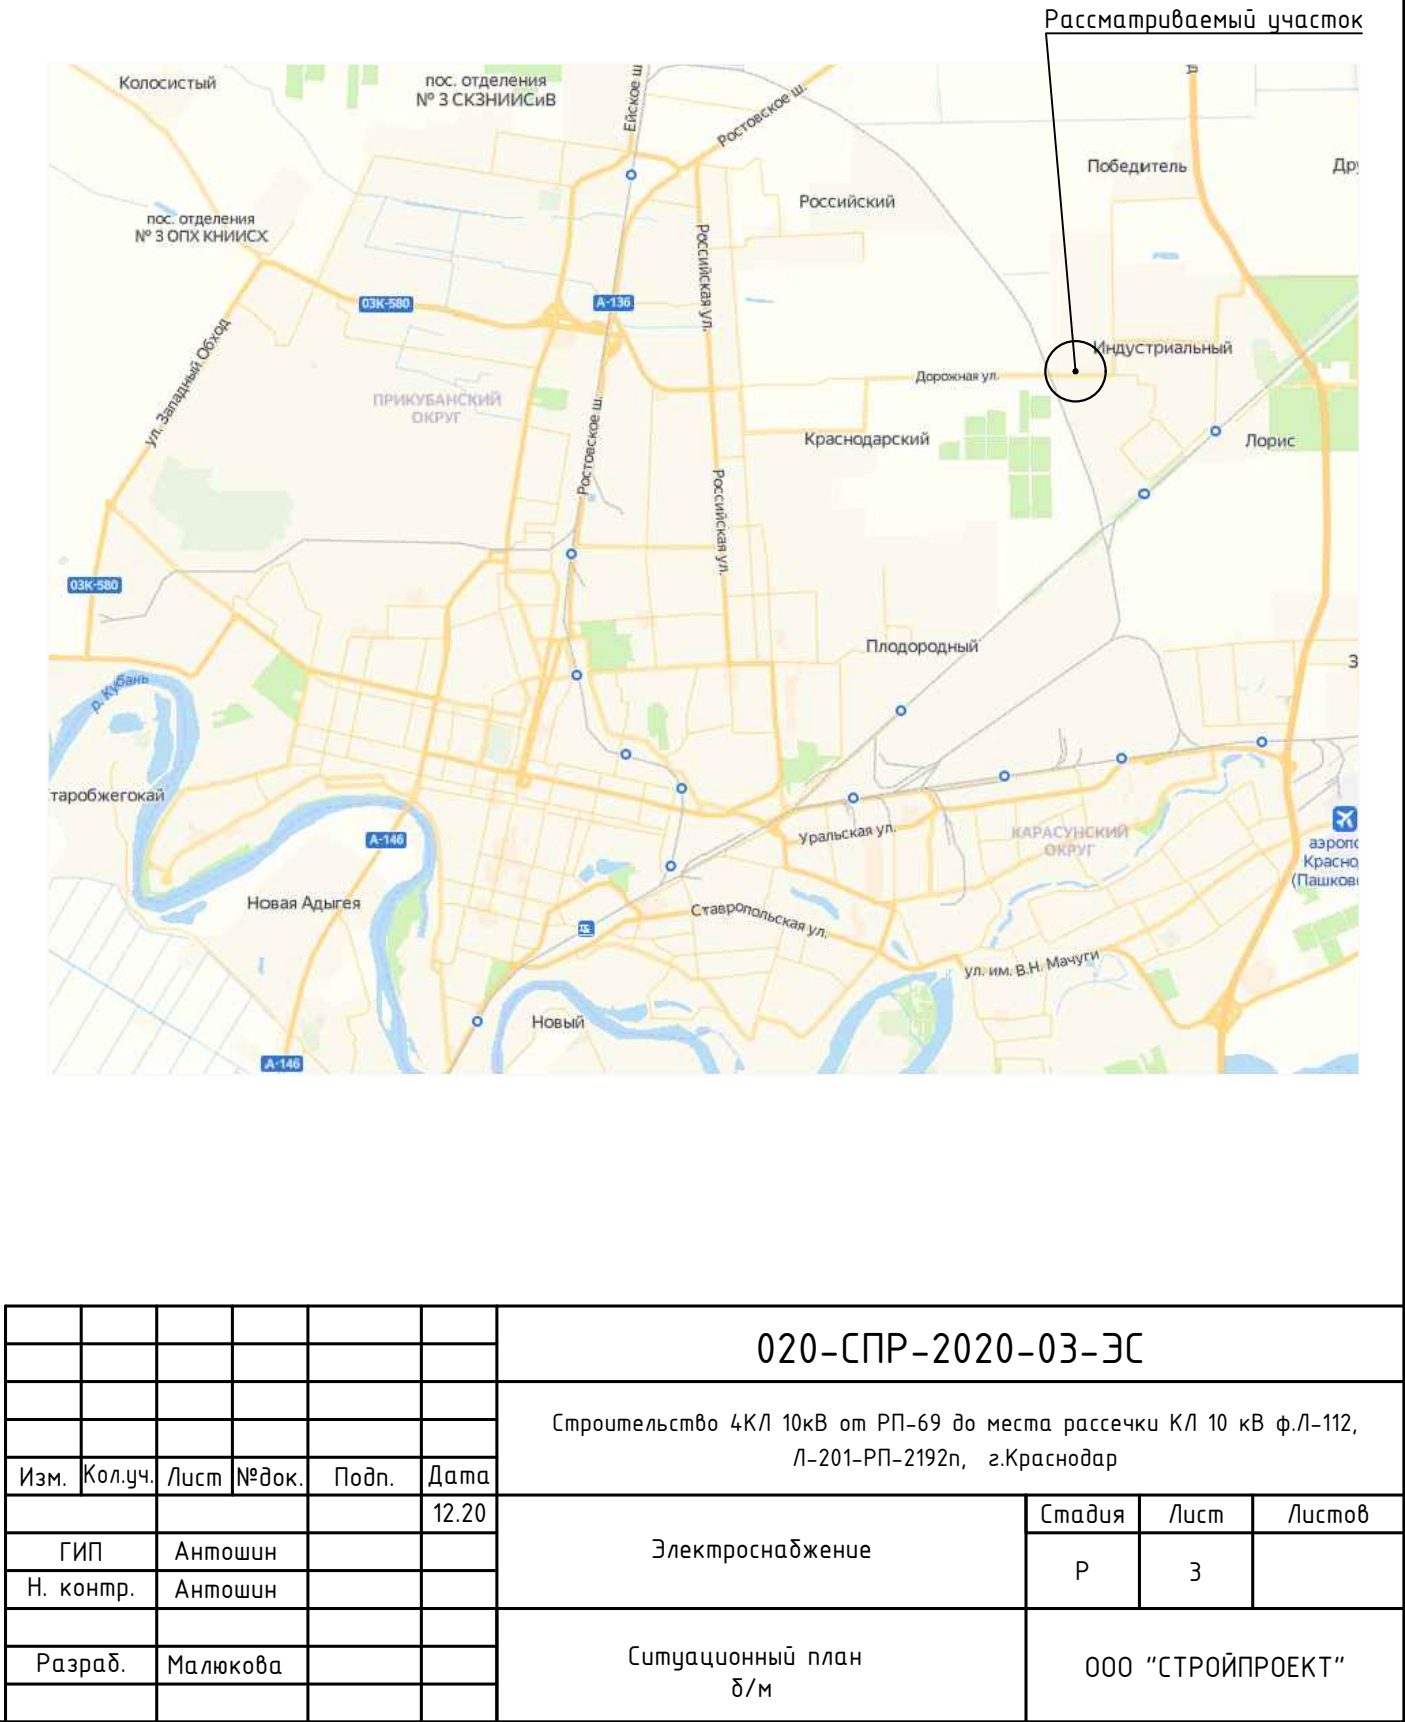 Рассматриваемый участок
Колосистый
пос. отделения
№ 3 СКЗНИИСиВ
Ейское ш
Ростовское ш.
Победитель
Дру
Российский
пос. отделения
№ 3 ОПХ КНИИСХ
Российская ул.
03К-580
А-136
ул. Западный Обход
Индустриальный
Дорожная ул.
ПРИКУБАНСКИЙ
ОКРУГ
Ростовское ш.
Краснодарский
Лорис
Российская ул.
03К-580
Плодородный
З
р. Кубань
таробжегокай
А-146
Уральская ул.
КАРАСУНСКИЙ
ОКРУГ
аэропо
Красно
(Пашков
Новая Адыгея
Ставропольская ул.
ул. им. В.Н. Мачуги
Новый
А-146
020-СПР-2020-03-ЭС
Строительство 4КЛ 10кВ от РП-69 до места рассечки КЛ 10 кВ ф.Л-112,
Л-201-РП-2192п, г.Краснодар
Изм. Кол.уч. Лист №док. Подп. Дата
12.20
Электроснабжение
Стадия Лист Листов
ГИП Антошин
Р 3
Н. контр. Антошин
Разраб. Малюкова
Ситуационный план
б/м
ООО "СТРОЙПРОЕКТ"